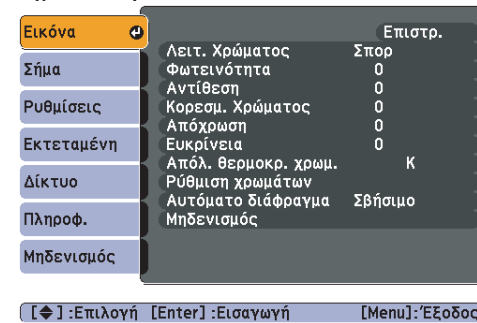 Εικόνα
Σήμα
Ρυθμίσεις
Εκτεταμένη
Δίκτυο
Πληροφ.
Μηδενισμός
Επιστρ.
Λειτ. Χρώματος Σπορ
Φωτεινότητα 0
Αντίθεση 0
Κορεσμ. Χρώματος 0
Απόχρωση 0
Ευκρίνεια 0
Απόλ. θερμοκρ. χρωμ. K
Ρύθμιση χρωμάτων
Αυτόματο διάφραγμα Σβήσιμο
Μηδενισμός
[◆] :Επιλογή [Enter] :Εισαγωγή [Menu]:Έξοδος